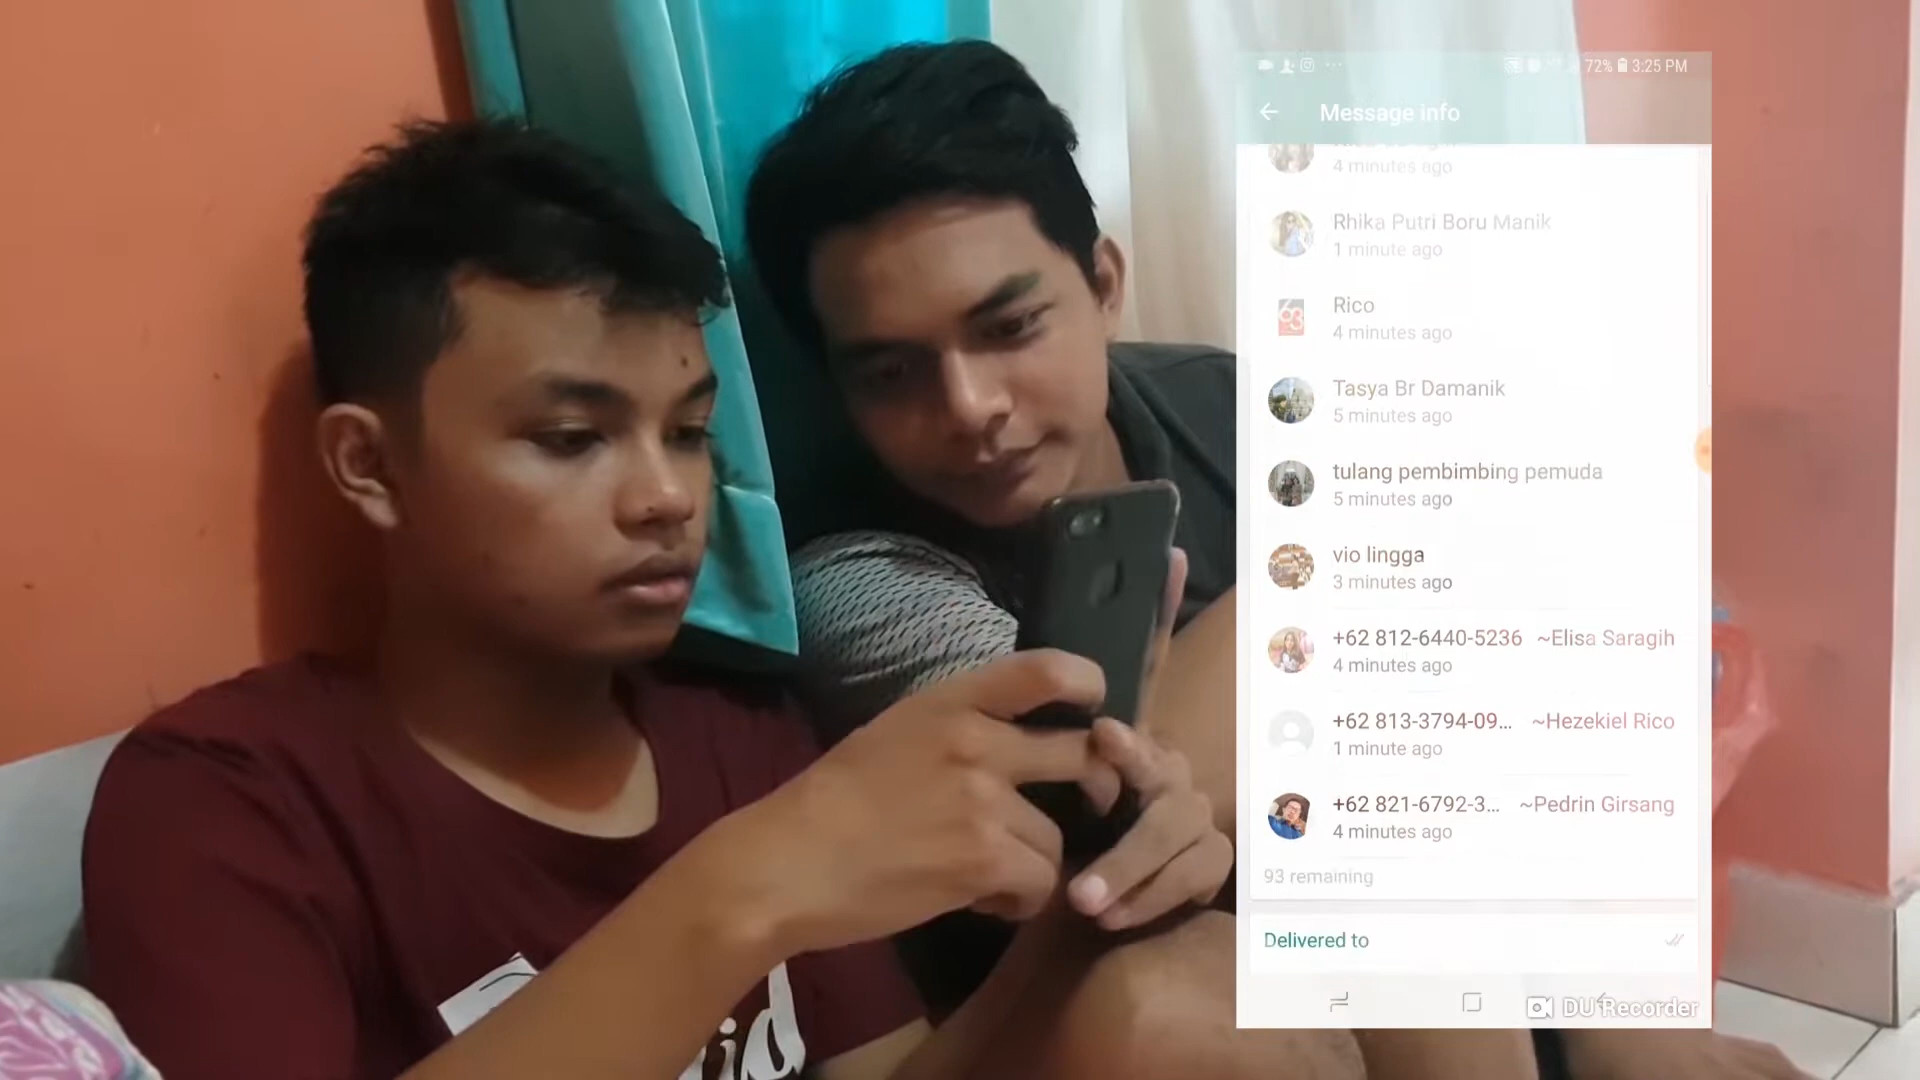 72% 3:25 PM
Message info
4 minutes ago
Rhika Putri Boru Manik
1 minute ago
63
Rico
4 minutes ago
Tasya Br Damanik
5 minutes ago
tulang pembimbing pemuda
5 minutes ago
vio lingga
3 minutes ago
+62 812-6440-5236 ~Elisa Saragih
4 minutes ago
+62 813-3794-09... ~Hezekiel Rico
1 minute ago
+62 821-6792-3... ~Pedrin Girsang
4 minutes ago
93 remaining
Delivered to
DU Recorder